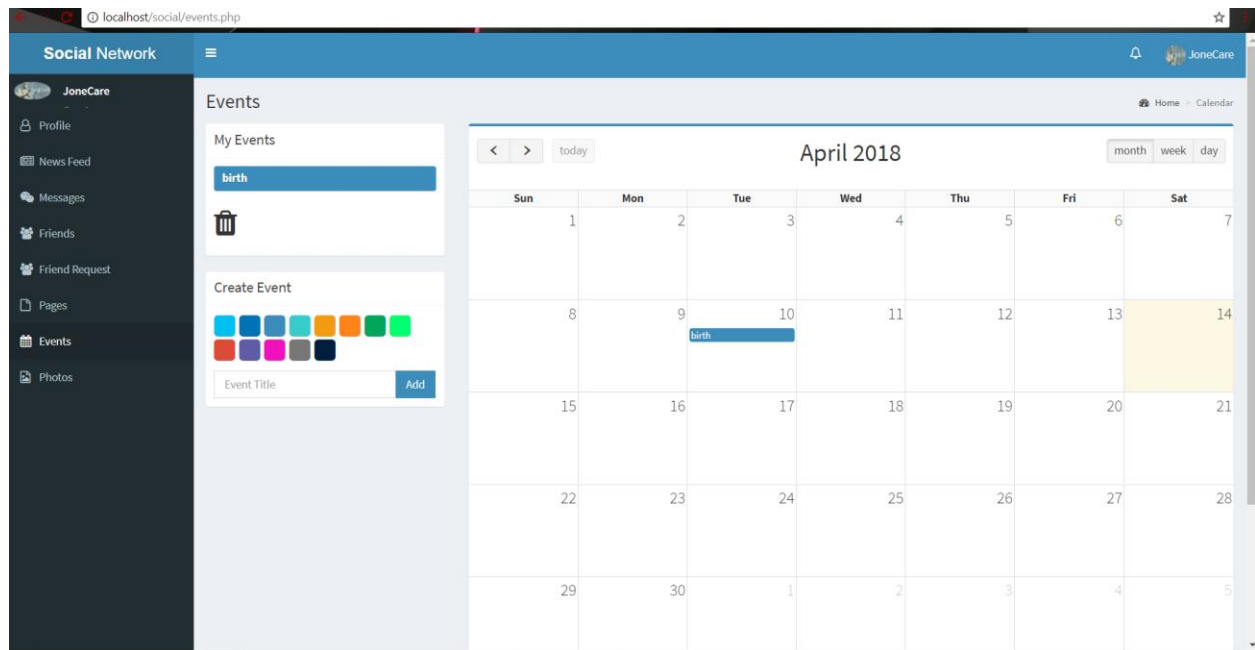 localhost/social/events.php
Social Network
JoneCare
JoneCare
Profile
News Feed
Messages
Friends
Friend Request
Pages
Events
Photos
Events
Home > Calendar
My Events
birth
Create Event
Event Title
Add
today
April 2018
month week day
Sun Mon Tue Wed Thu Fri Sat
1 2 3 4 5 6 7
8 9 10 11 12 13 14
birth
15 16 17 18 19 20 21
22 23 24 25 26 27 28
29 30 1 2 3 4 5